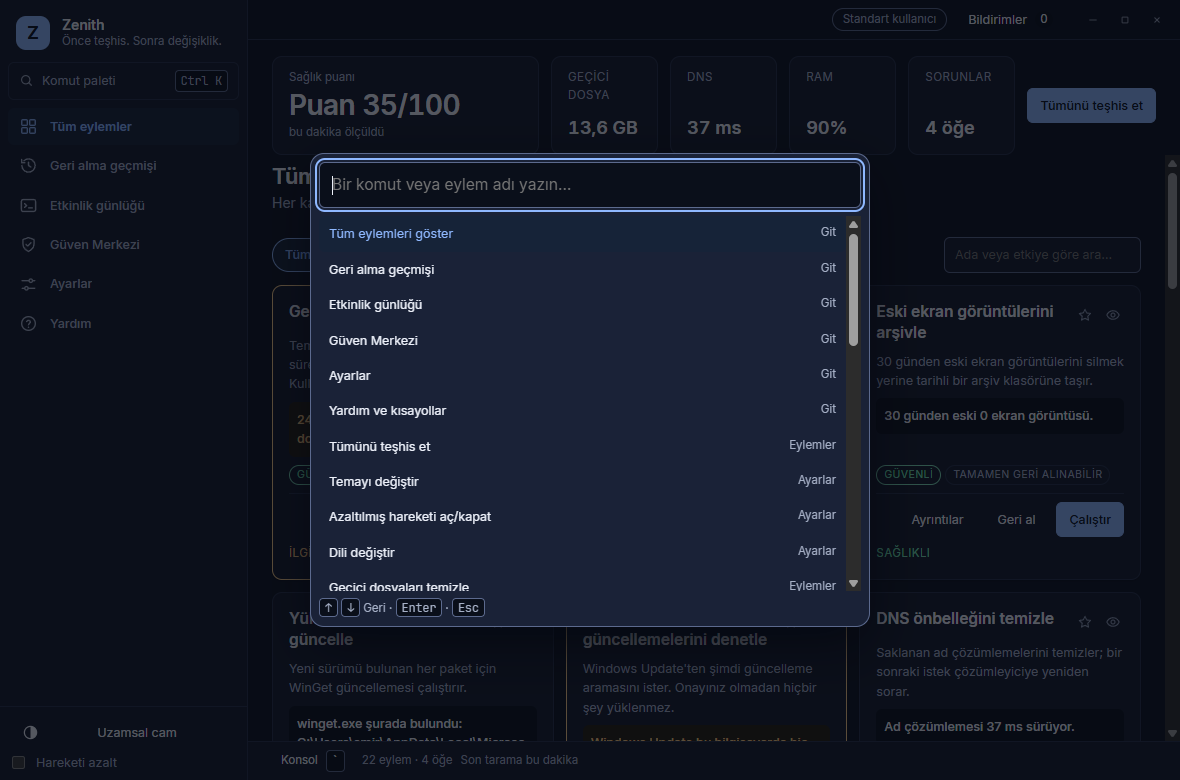 Z
Zenith
Önce teşhis. Sonra değişiklik.
Komut paleti
Ctrl K
Tüm eylemler
Geri alma geçmişi
Etkinlik günlüğü
Güven Merkezi
Ayarlar
Yardım
Uzamsal cam
Hareketi azalt
Standart kullanıcı
Bildirimler 0
Sağlık puanı
Puan 35/100
bu dakika ölçüldü
GEÇİCİ
DOSYA
13,6 GB
DNS
37 ms
RAM
90%
SORUNLAR
4 öğe
Tümünü teşhis et
Ada veya etkiye göre ara...
Bir komut veya eylem adı yazın...
Tüm eylemleri göster Git
Geri alma geçmişi Git
Etkinlik günlüğü Git
Güven Merkezi Git
Ayarlar Git
Yardım ve kısayollar Git
Tümünü teşhis et Eylemler
Temayı değiştir Ayarlar
Azaltılmış hareketi aç/kapat Ayarlar
Dili değiştir Ayarlar
Geçici dosyaları temizle Eylemler
↑ ↓ Geri · Enter · Esc
Eski ekran görüntülerini
arşivle
30 günden eski ekran görüntülerini silmek
yerine tarihli bir arşiv klasörüne taşır.
30 günden eski 0 ekran görüntüsü.
GÜVENLİ
TAMAMEN GERİ ALINABİLİR
Ayrıntılar
Geri al
Çalıştır
SAĞLIKLI
güncelle
Yeni sürümü bulunan her paket için
WinGet güncellemesi çalıştırır.
winget.exe şurada bulundu:
güncellemelerini denetle
Windows Update'ten şimdi güncelleme
aramasını ister. Onayınız olmadan hiçbir
şey yüklenmez.
DNS önbelleğini temizle
Saklanan ad çözümlemelerini temizler; bir
sonraki istek çözümleyiciye yeniden
sorar.
Ad çözümlemesi 37 ms sürüyor.
Konsol
22 eylem · 4 öğe Son tarama bu dakika